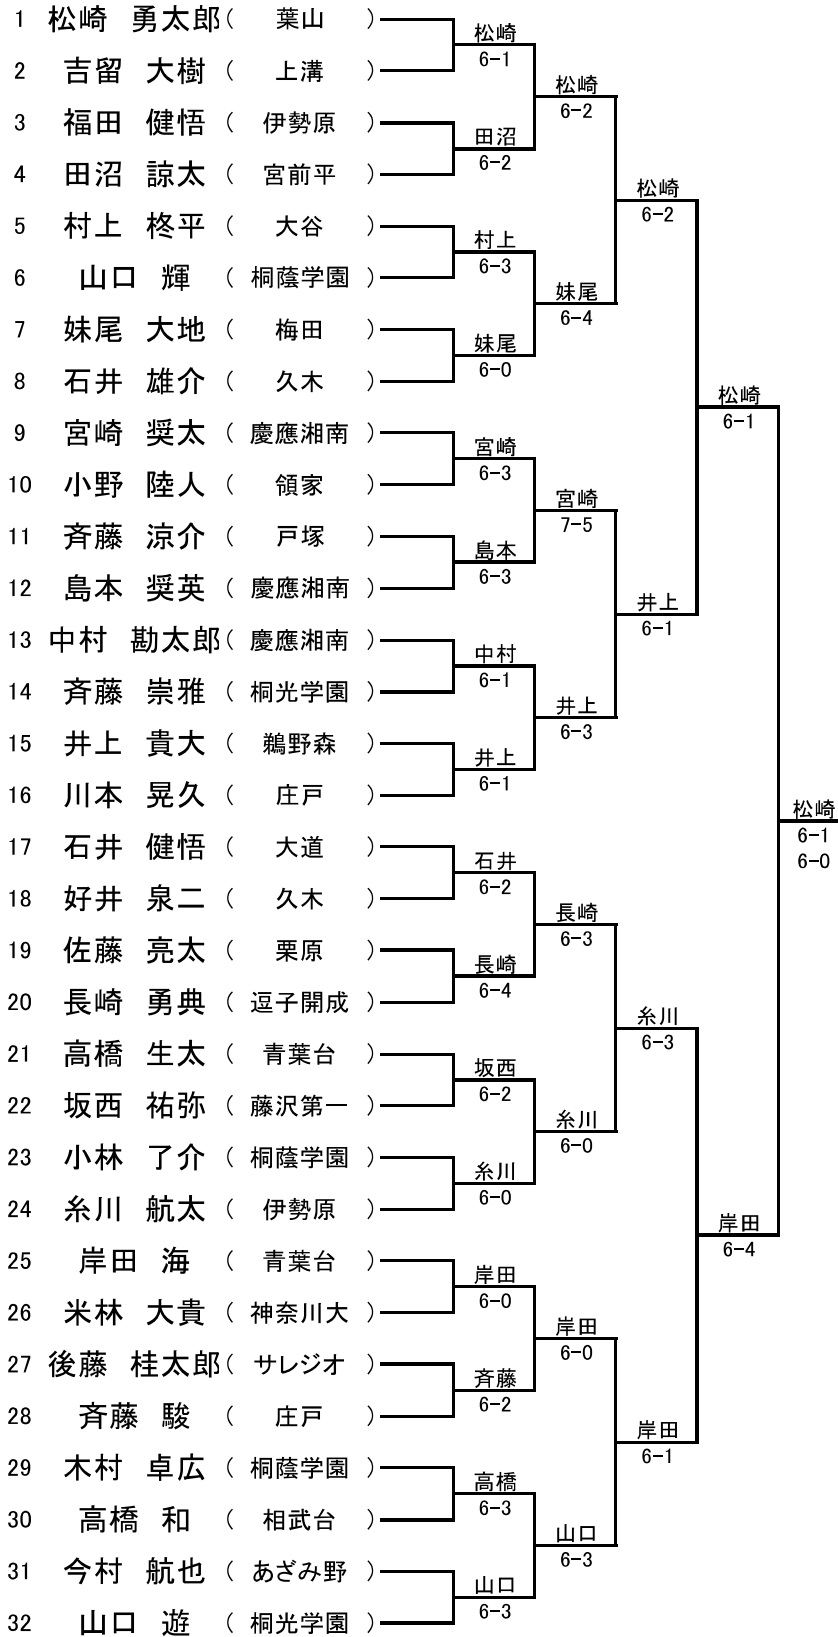 1 松崎 勇太郎 ( 葉山 )
松崎
6-1
2 吉留 大樹 ( 上溝 )
松崎
6-2
3 福田 健悟 ( 伊勢原 )
田沼
6-2
4 田沼 諒太 ( 宮前平 )
松崎
6-2
5 村上 柊平 ( 大谷 )
村上
6-3
6 山口 輝 ( 桐蔭学園 )
妹尾
6-4
7 妹尾 大地 ( 梅田 )
妹尾
6-0
8 石井 雄介 ( 久木 )
松崎
6-1
9 宮崎 奨太 ( 慶應湘南 )
宮崎
6-3
10 小野 陸人 ( 領家 )
宮崎
7-5
11 斉藤 涼介 ( 戸塚 )
島本
6-3
12 島本 奨英 ( 慶應湘南 )
井上
6-1
13 中村 勘太郎 ( 慶應湘南 )
中村
6-1
14 斉藤 崇雅 ( 桐光学園 )
井上
6-3
15 井上 貴大 ( 鵜野森 )
井上
6-1
16 川本 晃久 ( 庄戸 )
松崎
6-1
6-0
17 石井 健悟 ( 大道 )
石井
6-2
18 好井 泉二 ( 久木 )
長崎
6-3
19 佐藤 亮太 ( 栗原 )
長崎
6-4
20 長崎 勇典 ( 逗子開成 )
糸川
6-3
21 高橋 生太 ( 青葉台 )
坂西
6-2
22 坂西 祐弥 ( 藤沢第一 )
糸川
6-0
23 小林 了介 ( 桐蔭学園 )
糸川
6-0
24 糸川 航太 ( 伊勢原 )
岸田
6-4
25 岸田 海 ( 青葉台 )
岸田
6-0
26 米林 大貴 ( 神奈川大 )
岸田
6-0
27 後藤 桂太郎 ( サレジオ )
斉藤
6-2
28 斉藤 駿 ( 庄戸 )
岸田
6-1
29 木村 卓広 ( 桐蔭学園 )
高橋
6-3
30 高橋 和 ( 相武台 )
山口
6-3
31 今村 航也 ( あざみ野 )
山口
6-3
32 山口 遊 ( 桐光学園 )